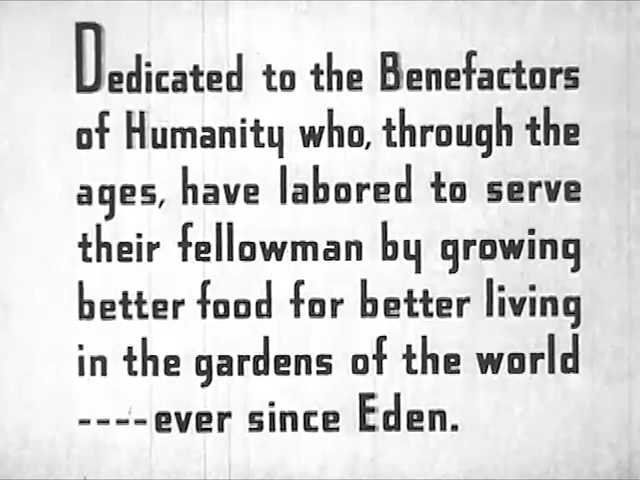 Dedicated to the Benefactors
of Humanity who, through the
ages, have labored to serve
their fellowman by growing
better food for better living
in the gardens of the world
----ever since Eden.